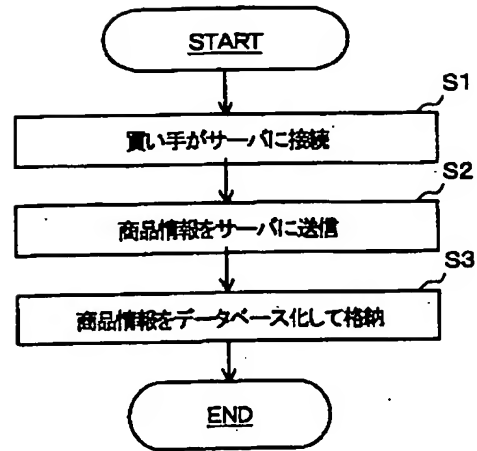 START
S1
買い手がサーバに接続
S2
商品情報をサーバに送信
S3
商品情報をデータベース化して格納
END